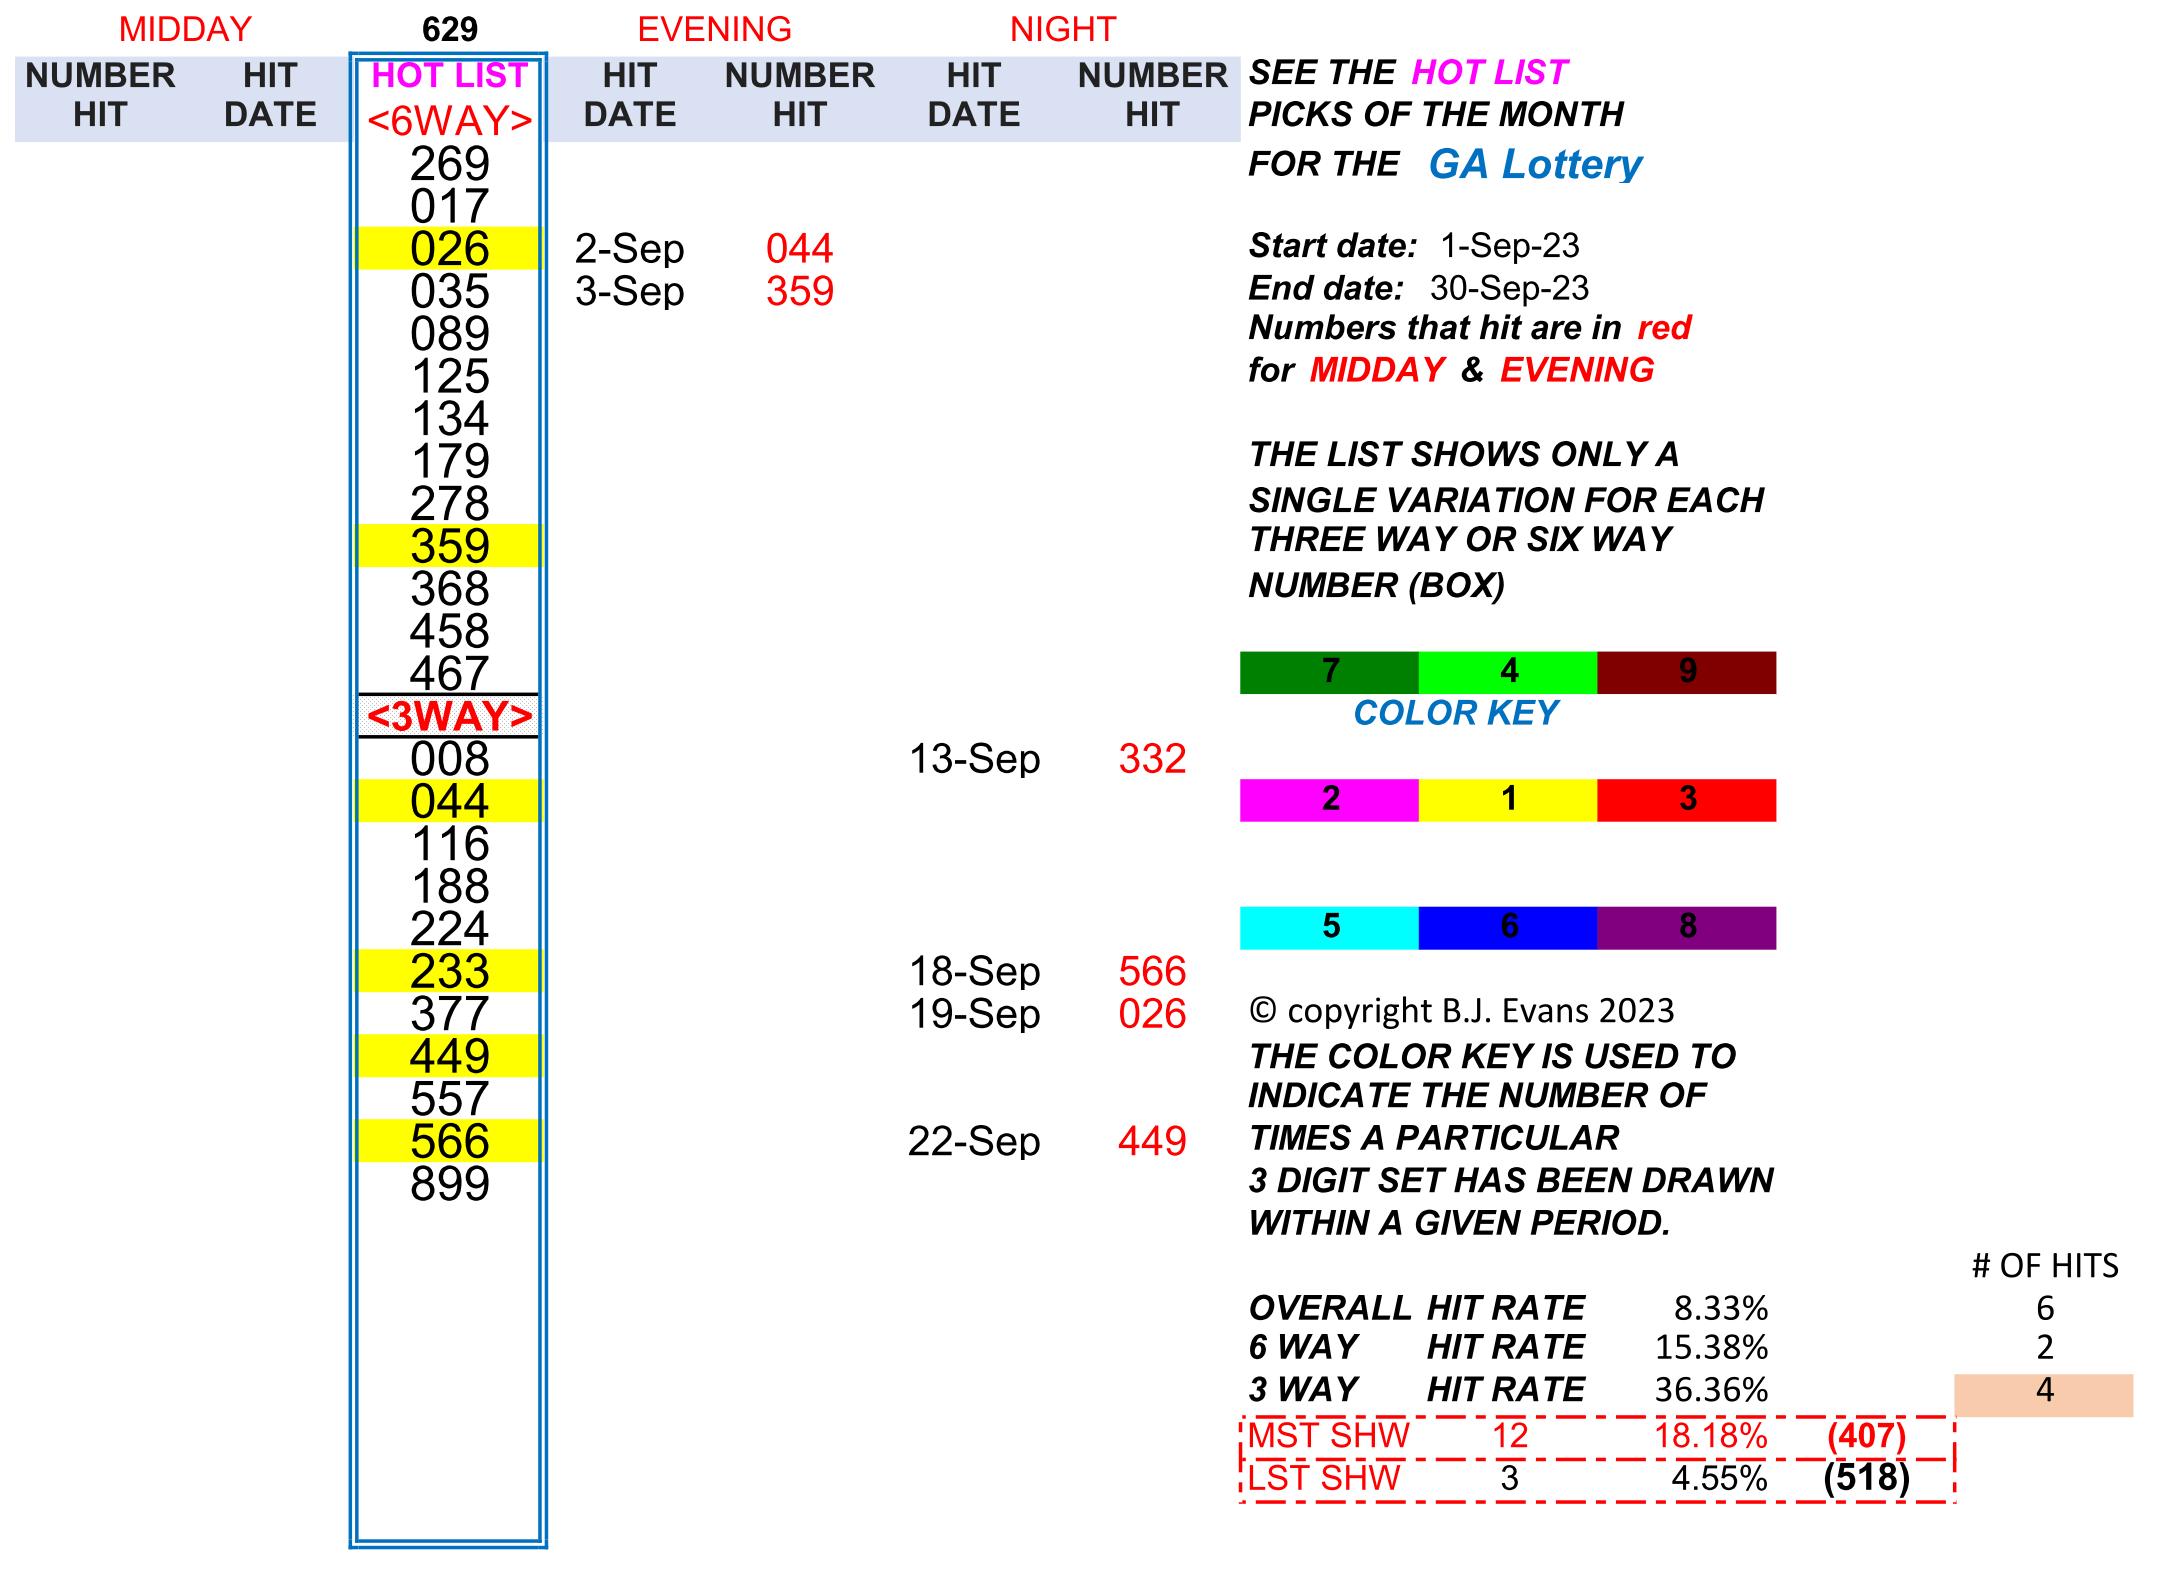 MIDDAY 629 EVENING NIGHT
NUMBER HIT HOT LIST HIT NUMBER HIT NUMBER SEE THE HOT LIST
HIT DATE <6WAY> DATE HIT DATE HIT PICKS OF THE MONTH
269 FOR THE GA Lottery
017
026 2-Sep 044 Start date: 1-Sep-23
035 3-Sep 359 End date: 30-Sep-23
089 Numbers that hit are in red
125 for MIDDAY & EVENING
134
179 THE LIST SHOWS ONLY A
278 SINGLE VARIATION FOR EACH
359 THREE WAY OR SIX WAY
368 NUMBER (BOX)
458
467 7 4 9
<3WAY> COLOR KEY
008 13-Sep 332
044 2 1 3
116
188
224 5 6 8
233 18-Sep 566
377 19-Sep 026 © copyright B.J. Evans 2023
449 THE COLOR KEY IS USED TO
557 INDICATE THE NUMBER OF
566 22-Sep 449 TIMES A PARTICULAR
899 3 DIGIT SET HAS BEEN DRAWN
WITHIN A GIVEN PERIOD.
# OF HITS
OVERALL HIT RATE 8.33% 6
6 WAY HIT RATE 15.38% 2
3 WAY HIT RATE 36.36% 4
MST SHW 12 18.18% (407)
LST SHW 3 4.55% (518)